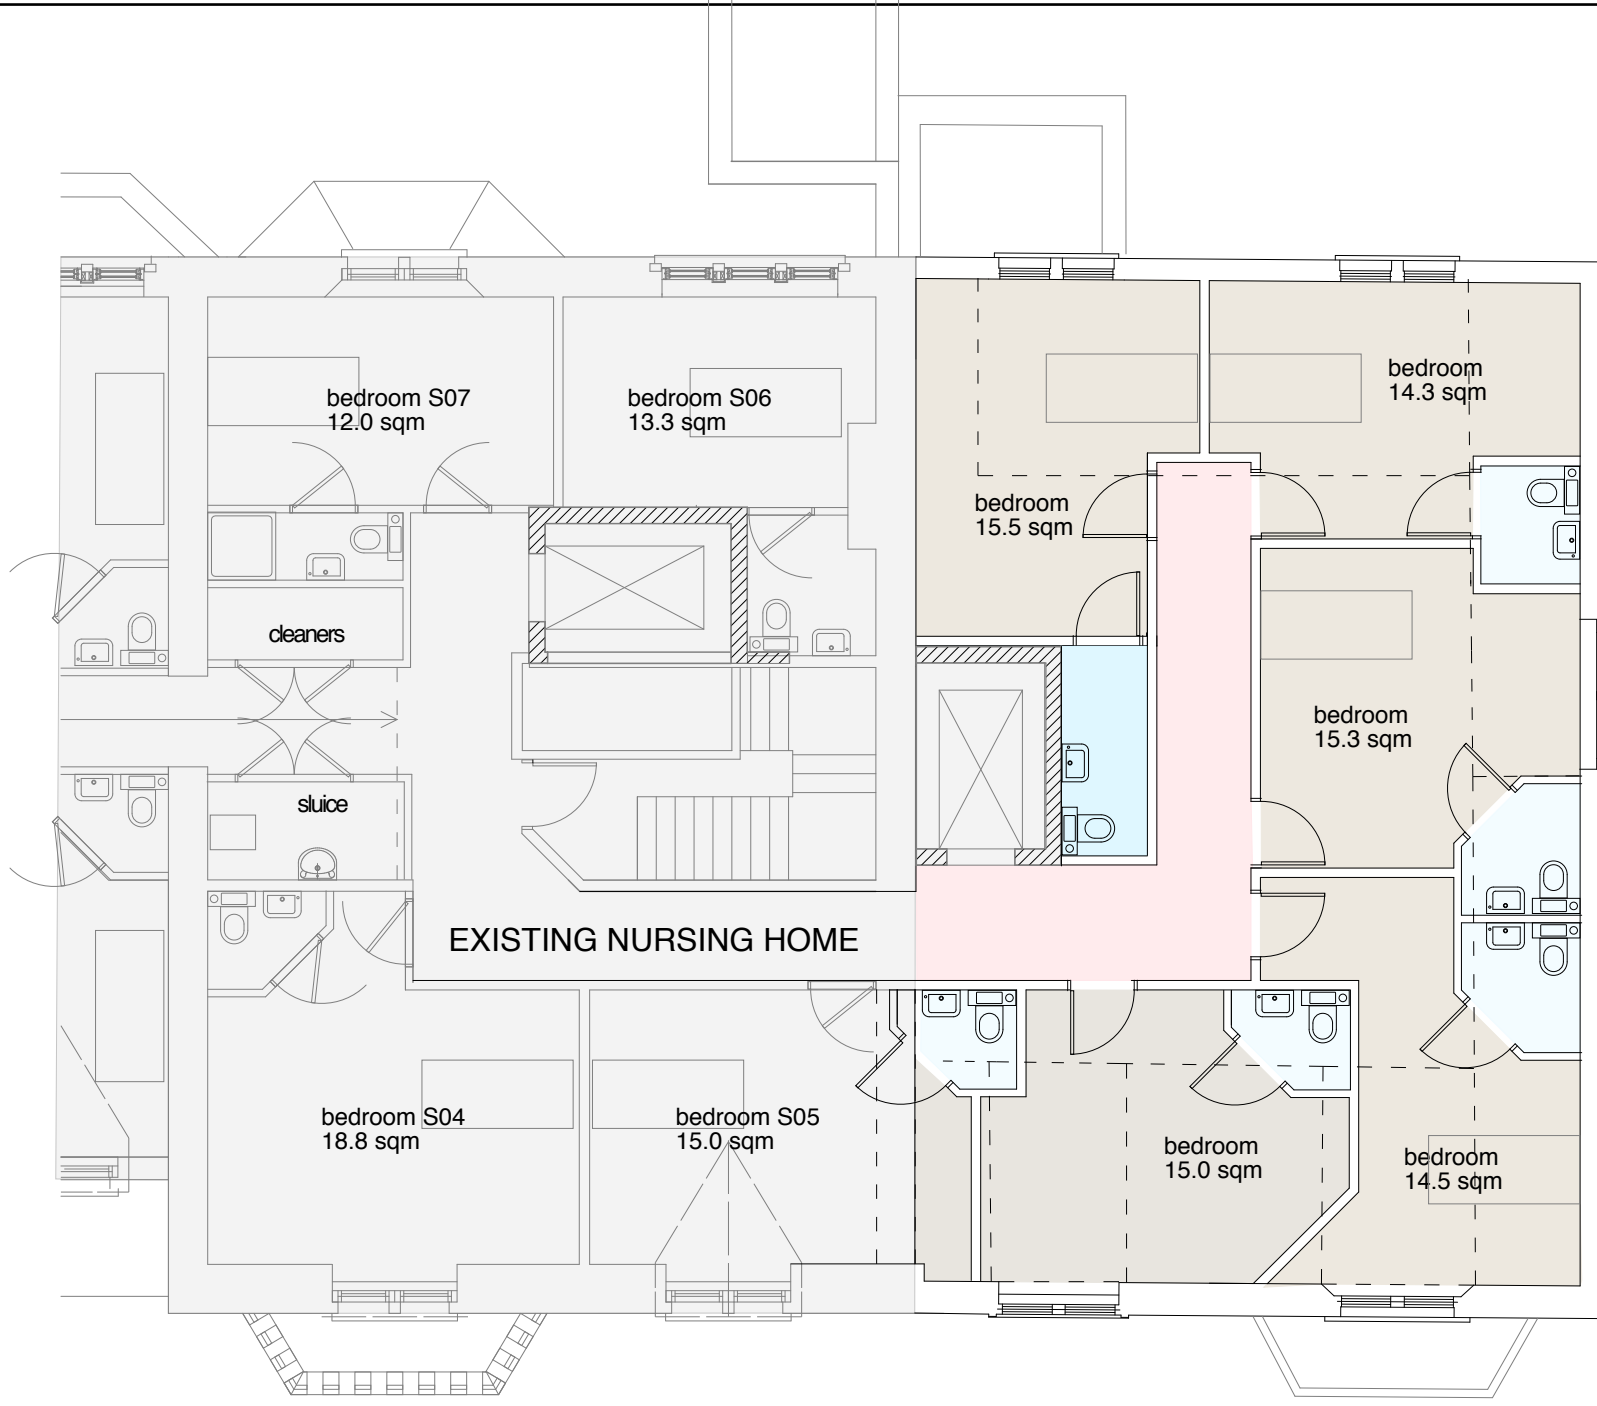 bedroom S07
12.0 sqm
bedroom S06
13.3 sqm
bedroom
14.3 sqm
bedroom
15.5 sqm
cleaners
bedroom
15.3 sqm
sluice
EXISTING NURSING HOME
bedroom S04
18.8 sqm
bedroom S05
15.0 sqm
bedroom
15.0 sqm
bedroom
14.5 sqm